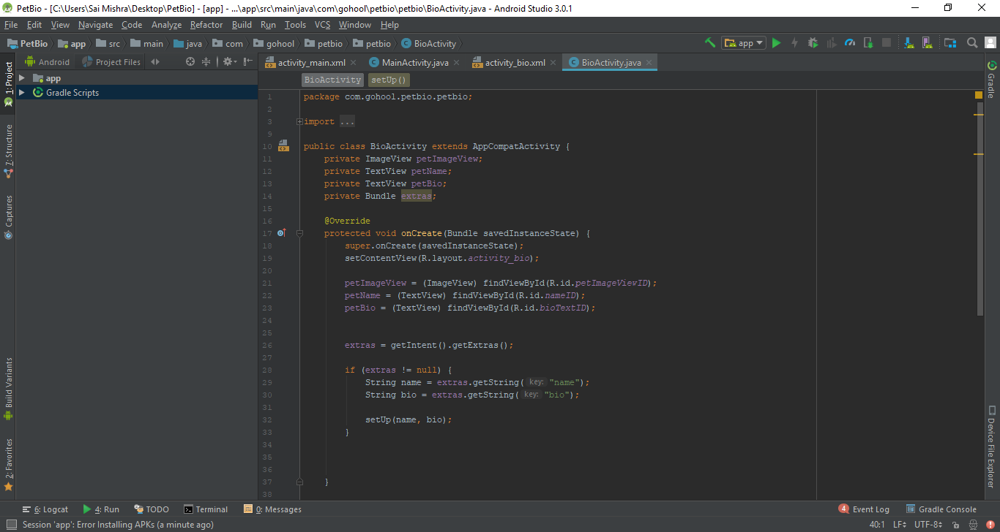 PetBio - [C:\Users\Sai Mishra\Desktop\PetBio] - [app] - ...\app\src\main\java\com\gohool\petbio\petbio\BioActivity.java - Android Studio 3.0.1
File Edit View Navigate Code Analyze Refactor Build Run Tools VCS Window Help
PetBio app src main java com gohool petbio petbio BioActivity app
1: Project
7: Structure
Captures
Build Variants
2: Favorites
Android Project Files
app
Gradle Scripts
activity_main.xml MainActivity.java activity_bio.xml BioActivity.java
BioActivity setUp()
1 package com.gohool.petbio.petbio;
2
3 import ...
9
10 public class BioActivity extends AppCompatActivity {
11 private ImageView petImageView;
12 private TextView petName;
13 private TextView petBio;
14 private Bundle extras;
15
16 @Override
17 protected void onCreate(Bundle savedInstanceState) {
18 super.onCreate(savedInstanceState);
19 setContentView(R.layout.activity_bio);
20
21 petImageView = (ImageView) findViewById(R.id.petImageViewID);
22 petName = (TextView) findViewById(R.id.nameID);
23 petBio = (TextView) findViewById(R.id.bioTextID);
24
25
26 extras = getIntent().getExtras();
27
28 if (extras != null) {
29 String name = extras.getString( key: "name");
30 String bio = extras.getString( key: "bio");
31
32 setUp(name, bio);
33 }
34
35
36
37 }
38
Gradle
Device File Explorer
6: Logcat 4: Run TODO Terminal 0: Messages 4 Event Log Gradle Console
Session 'app': Error Installing APKs (a minute ago) 40:1 LF UTF-8